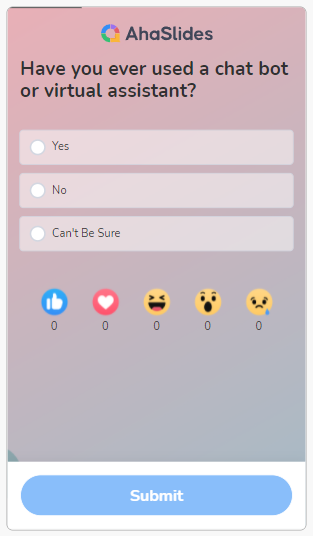 AhaSlides
Have you ever used a chat bot
or virtual assistant?
Yes
No
Can't Be Sure
0 0 0 0 0
Submit